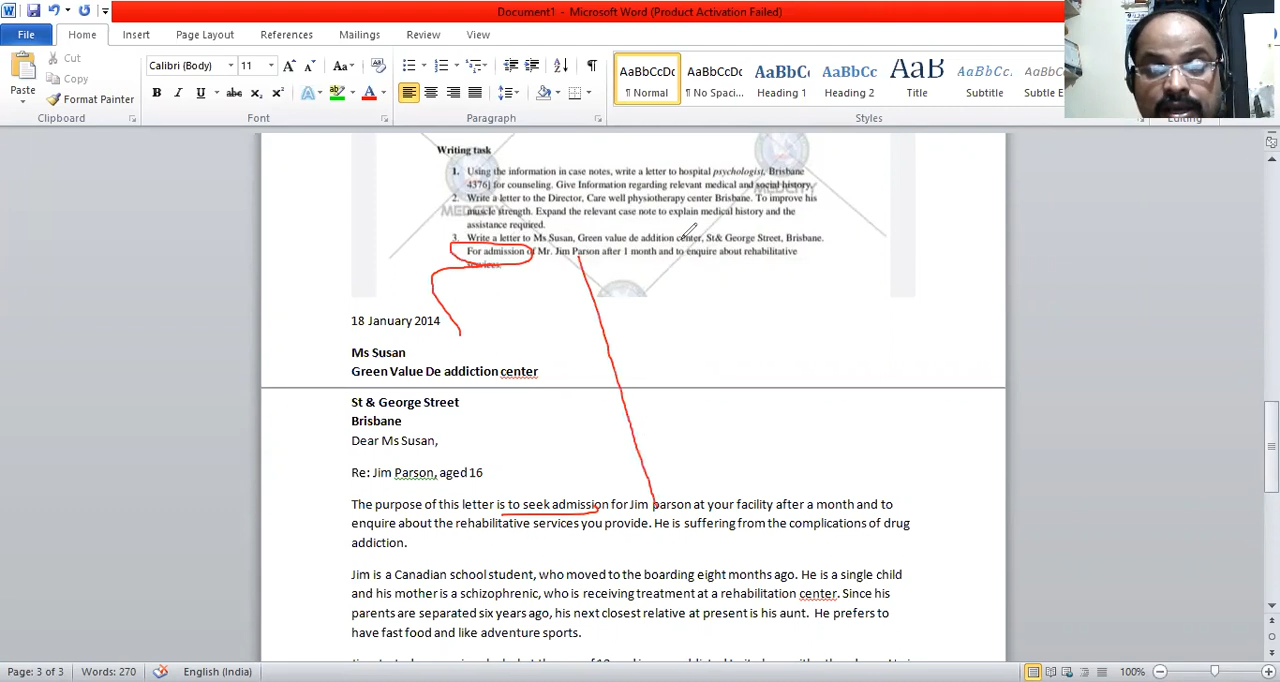 Document1 - Microsoft Word (Product Activation Failed)
File Home Insert Page Layout References Mailings Review View
Paste Cut Copy Format Painter
Calibri (Body) 11
AaBbCcDc AaBbCcDc AaBbC AaBbCc AaB AaBbCc. AaBbCc
¶ Normal ¶ No Spaci... Heading 1 Heading 2 Title Subtitle Subtle E
Clipboard Font Paragraph Styles Editing
Writing task
1. Using the information in case notes, write a letter to hospital psychologist, Brisbane
4376] for counseling. Give Information regarding relevant medical and social history.
2. Write a letter to the Director, Care well physiotherapy center Brisbane. To improve his
muscle strength. Expand the relevant case note to explain medical history and the
assistance required.
3. Write a letter to Ms Susan, Green value de addition center, St& George Street, Brisbane.
For admission of Mr. Jim Parson after 1 month and to enquire about rehabilitative
services.
18 January 2014
Ms Susan
Green Value De addiction center
St & George Street
Brisbane
Dear Ms Susan,
Re: Jim Parson, aged 16
The purpose of this letter is to seek admission for Jim parson at your facility after a month and to
enquire about the rehabilitative services you provide. He is suffering from the complications of drug
addiction.
Jim is a Canadian school student, who moved to the boarding eight months ago. He is a single child
and his mother is a schizophrenic, who is receiving treatment at a rehabilitation center. Since his
parents are separated six years ago, his next closest relative at present is his aunt. He prefers to
have fast food and like adventure sports.
Page: 3 of 3 Words: 270 English (India) 100%